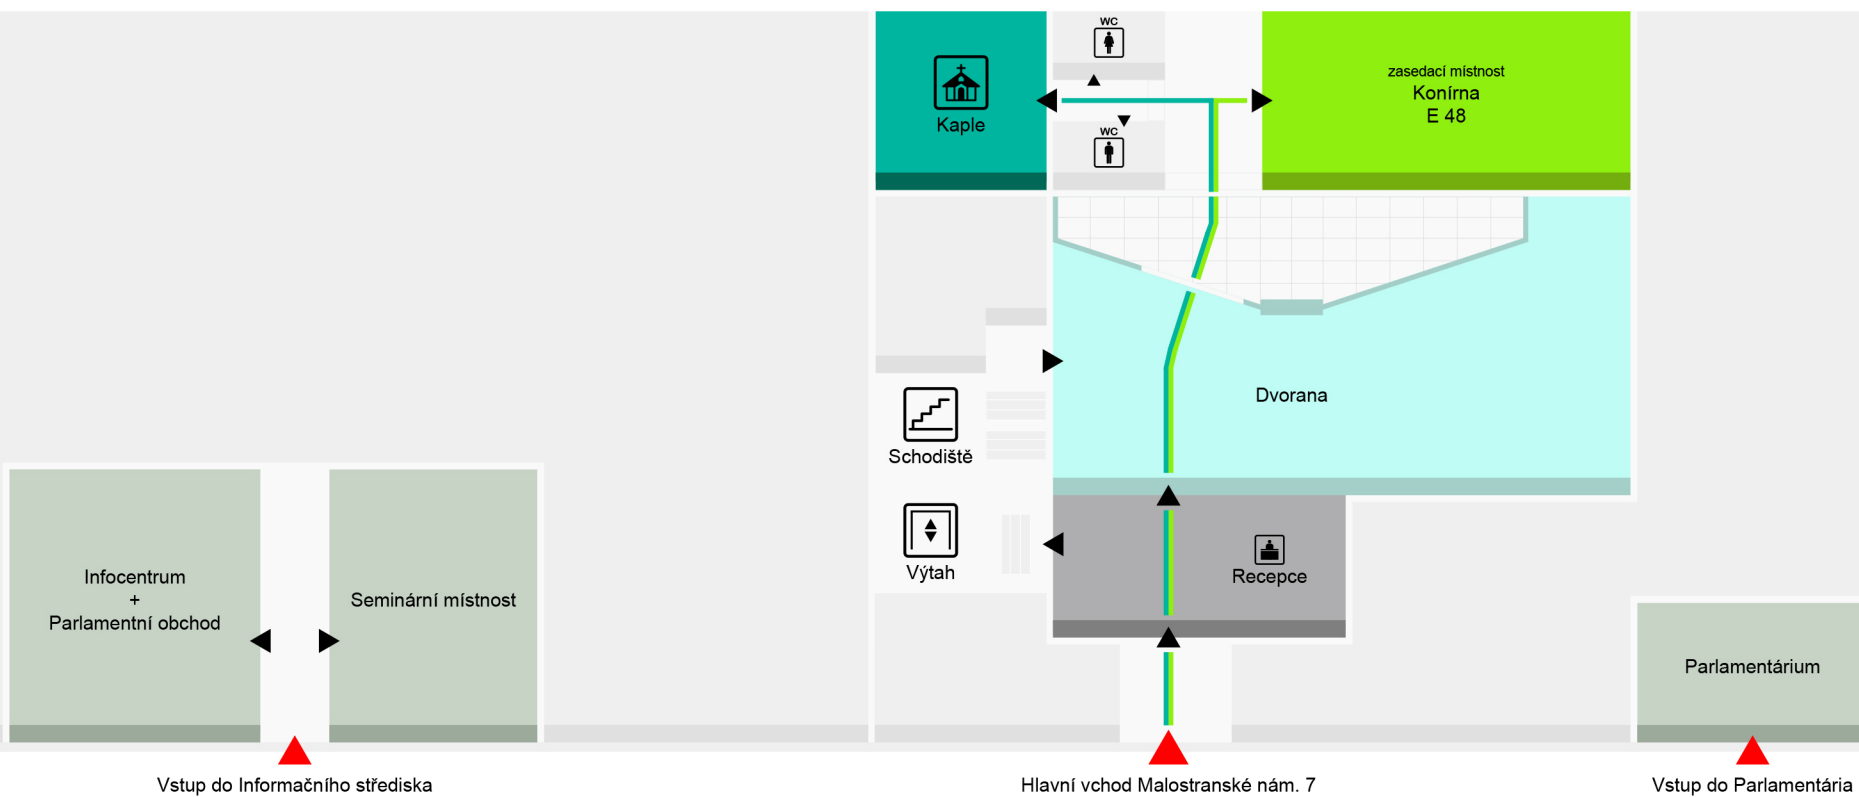 WC
Kaple
WC
zasedací místnost
Konírna
E 48
Dvorana
Schodiště
Výtah
Recepce
Infocentrum
+
Parlamentní obchod
Seminární místnost
Parlamentárium
Vstup do Informačního střediska
Hlavní vchod Malostranské nám. 7
Vstup do Parlamentária